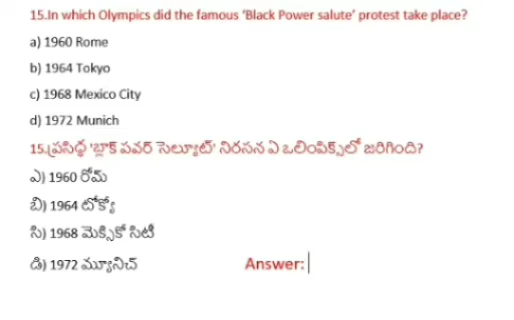 15.In which Olympics did the famous 'Black Power salute' protest take place?
a) 1960 Rome
b) 1964 Tokyo
c) 1968 Mexico City
d) 1972 Munich
15.ప్రసిద్ధ 'బ్లాక్ పవర్ సెల్యూట్' నిరసన ఏ ఒలింపిక్స్‌లో జరిగింది?
ఎ) 1960 రోమ్
బి) 1964 టోక్యో
సి) 1968 మెక్సికో సిటీ
డి) 1972 మ్యూనిచ్ Answer: